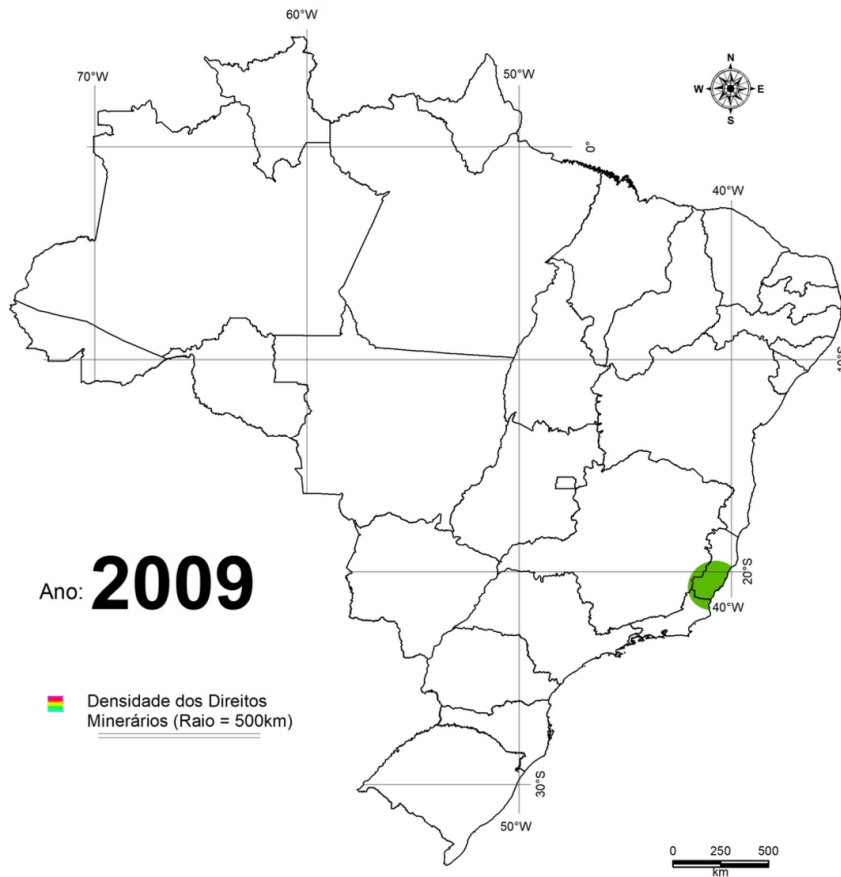 60°W
70°W
50°W
N
W
E
S
0°
40°W
10°S
20°S
40°W
Ano: 2009
Densidade dos Direitos
Minerários (Raio = 500km)
30°S
50°W
0 250 500
km